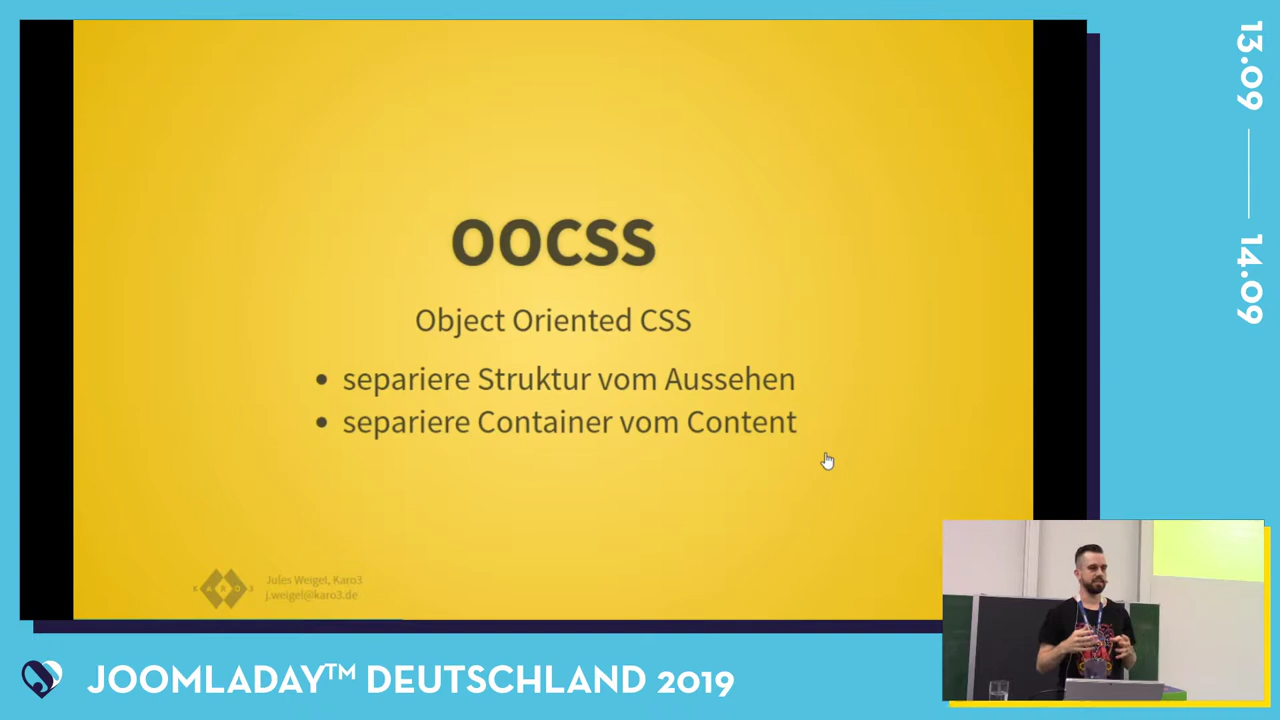 OOCSS
Object Oriented CSS
• separiere Struktur vom Aussehen
• separiere Container vom Content
KARO3
Jules Weigel, Karo3
j.weigel@karo3.de
13.09
14.09
JOOMLADAY™ DEUTSCHLAND 2019